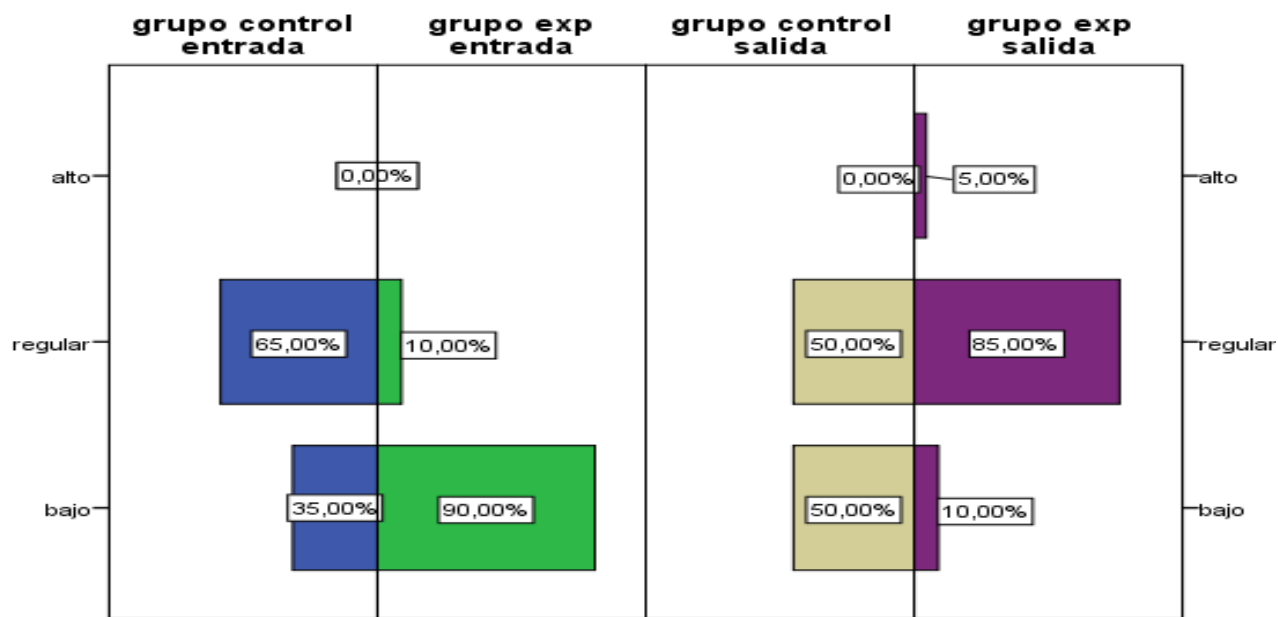 grupo control entrada
grupo exp entrada
grupo control salida
grupo exp salida
alto
0,00%
0,00%
5,00%
alto
regular
65,00%
10,00%
50,00%
85,00%
regular
bajo
35,00%
90,00%
50,00%
10,00%
bajo